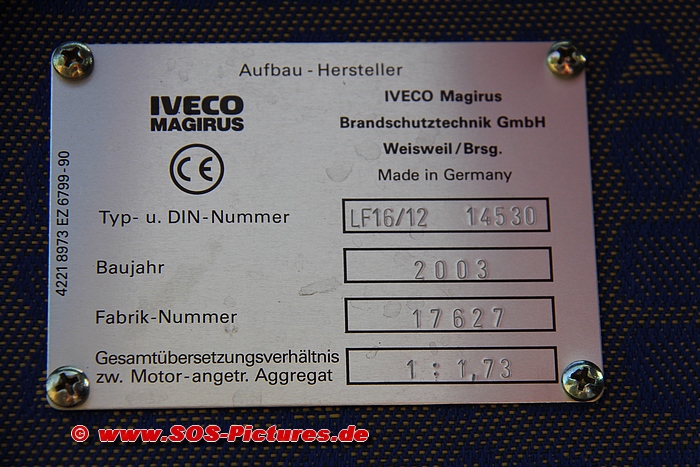 Aufbau - Hersteller
IVECO
MAGIRUS
IVECO Magirus
Brandschutztechnik GmbH
Weisweil/Brsg.
Made in Germany
CE
Typ- u. DIN-Nummer LF16/12 14530
Baujahr 2003
Fabrik-Nummer 17627
Gesamtübersetzungsverhältnis
zw. Motor-angetr. Aggregat 1 : 1,73
4221 8973 EZ 6799-90
© www.SOS-Pictures.de